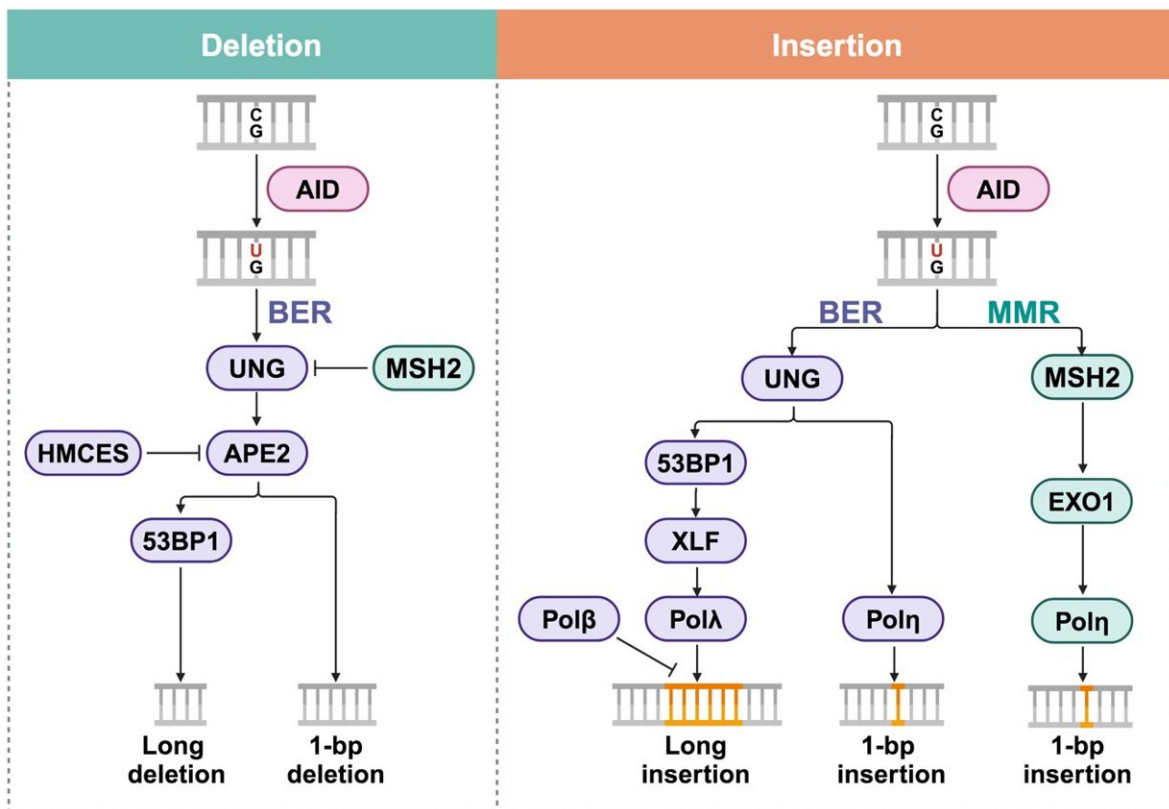 Deletion
C
G
AID
U
G
BER
UNG
MSH2
HMCES
APE2
53BP1
Long
deletion
1-bp
deletion
Insertion
C
G
AID
U
G
BER
MMR
UNG
MSH2
53BP1
EXO1
XLF
Polβ
Polλ
Polη
Polη
Long
insertion
1-bp
insertion
1-bp
insertion